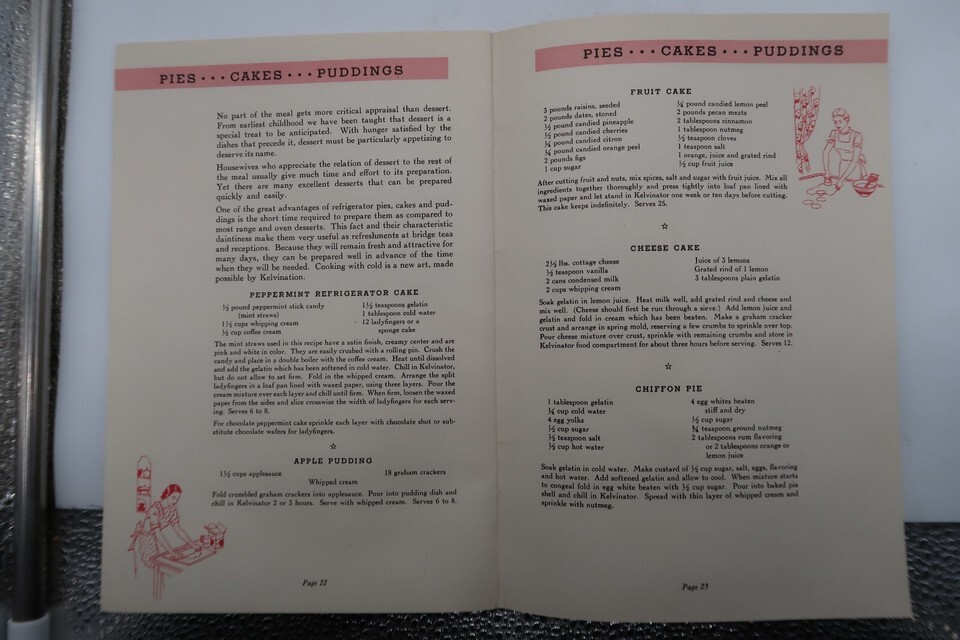 PIES • • • CAKES • • • PUDDINGS
No part of the meal gets more critical appraisal than dessert.
From earliest childhood we have been taught that dessert is a
special treat to be anticipated. With hunger satisfied by the
dishes that precede it, dessert must be particularly appetizing to
deserve its name.
Housewives who appreciate the relation of dessert to the rest of
the meal usually give much time and effort to its preparation.
Yet there are many excellent desserts that can be prepared
quickly and easily.
One of the great advantages of refrigerator pies, cakes and pud-
dings is the short time required to prepare them as compared to
most range and oven desserts. This fact and their characteristic
daintiness make them very useful as refreshments at bridge teas
and receptions. Because they will remain fresh and attractive for
many days, they can be prepared well in advance of the time
when they will be needed. Cooking with cold is a new art, made
possible by Kelvination.
PEPPERMINT REFRIGERATOR CAKE
½ pound peppermint stick candy
(mint straws)
1½ cups whipping cream
½ cup coffee cream
1½ teaspoons gelatin
1 tablespoon cold water
12 ladyfingers or a
sponge cake
The mint straws used in this recipe have a satin finish, creamy center and are
pink and white in color. They are easily crushed with a rolling pin. Crush the
candy and place in a double boiler with the coffee cream. Heat until dissolved
and add the gelatin which has been softened in cold water. Chill in Kelvinator,
but do not allow to set firm. Fold in the whipped cream. Arrange the split
ladyfingers in a loaf pan lined with waxed paper, using three layers. Pour the
cream mixture over each layer and chill until firm. When firm, loosen the waxed
paper from the sides and slice crosswise the width of ladyfingers for each serv-
ing. Serves 6 to 8.
For chocolate peppermint cake sprinkle each layer with chocolate shot or sub-
stitute chocolate wafers for ladyfingers.
APPLE PUDDING
1½ cups applesauce
18 graham crackers
Whipped cream
Fold crumbled graham crackers into applesauce. Pour into pudding dish and
chill in Kelvinator 2 or 3 hours. Serve with whipped cream. Serves 6 to 8.
Page 22
PIES • • • CAKES • • • PUDDINGS
FRUIT CAKE
3 pounds raisins, seeded
2 pounds dates, stoned
½ pound candied pineapple
½ pound candied cherries
¼ pound candied citron
¼ pound candied orange peel
2 pounds figs
1 cup sugar
¼ pound candied lemon peel
2 pounds pecan meats
2 tablespoons cinnamon
1 tablespoon nutmeg
½ teaspoon cloves
1 teaspoon salt
1 orange, juice and grated rind
½ cup fruit juice
After cutting fruit and nuts, mix spices, salt and sugar with fruit juice. Mix all
ingredients together thoroughly and press tightly into loaf pan lined with
waxed paper and let stand in Kelvinator one week or ten days before cutting.
This cake keeps indefinitely. Serves 25.
CHEESE CAKE
2½ lbs. cottage cheese
½ teaspoon vanilla
2 cans condensed milk
2 cups whipping cream
Juice of 3 lemons
Grated rind of 1 lemon
3 tablespoons plain gelatin
Soak gelatin in lemon juice. Heat milk well, add grated rind and cheese and
mix well. (Cheese should first be run through a sieve.) Add lemon juice and
gelatin and fold in cream which has been beaten. Make a graham cracker
crust and arrange in spring mold, reserving a few crumbs to sprinkle over top.
Pour cheese mixture over crust, sprinkle with remaining crumbs and store in
Kelvinator food compartment for about three hours before serving. Serves 12.
CHIFFON PIE
1 tablespoon gelatin
¼ cup cold water
4 egg yolks
½ cup sugar
½ teaspoon salt
½ cup hot water
4 egg whites beaten
stiff and dry
½ cup sugar
¾ teaspoon ground nutmeg
2 tablespoons rum flavoring
or 2 tablespoons orange or
lemon juice
Soak gelatin in cold water. Make custard of ½ cup sugar, salt, eggs, flavoring
and hot water. Add softened gelatin and allow to cool. When mixture starts
to congeal fold in egg white beaten with ½ cup sugar. Pour into baked pie
shell and chill in Kelvinator. Spread with thin layer of whipped cream and
sprinkle with nutmeg.
Page 23